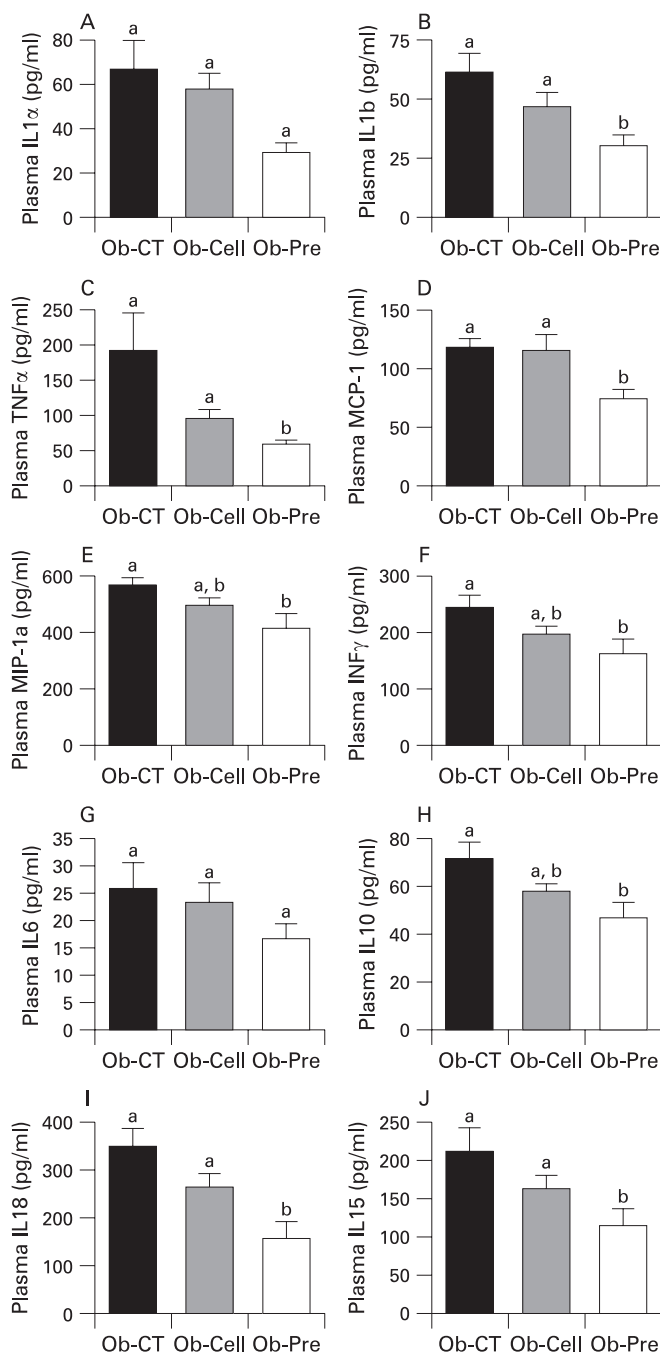 A
Plasma IL1α (pg/ml)
80
60
40
20
0
a
a
a
Ob-CT Ob-Cell Ob-Pre
B
Plasma IL1b (pg/ml)
75
50
25
0
a
a
b
Ob-CT Ob-Cell Ob-Pre
C
Plasma TNFα (pg/ml)
250
200
150
100
50
0
a
a
b
Ob-CT Ob-Cell Ob-Pre
D
Plasma MCP-1 (pg/ml)
150
100
50
0
a
a
b
Ob-CT Ob-Cell Ob-Pre
E
Plasma MIP-1a (pg/ml)
600
400
200
0
a
a, b
b
Ob-CT Ob-Cell Ob-Pre
F
Plasma INFγ (pg/ml)
300
200
100
0
a
a, b
b
Ob-CT Ob-Cell Ob-Pre
G
Plasma IL6 (pg/ml)
35
30
25
20
15
10
5
0
a
a
a
Ob-CT Ob-Cell Ob-Pre
H
Plasma IL10 (pg/ml)
80
60
40
20
0
a
a, b
b
Ob-CT Ob-Cell Ob-Pre
I
Plasma IL18 (pg/ml)
400
300
200
100
0
a
a
b
Ob-CT Ob-Cell Ob-Pre
J
Plasma IL15 (pg/ml)
250
200
150
100
50
0
a
a
b
Ob-CT Ob-Cell Ob-Pre